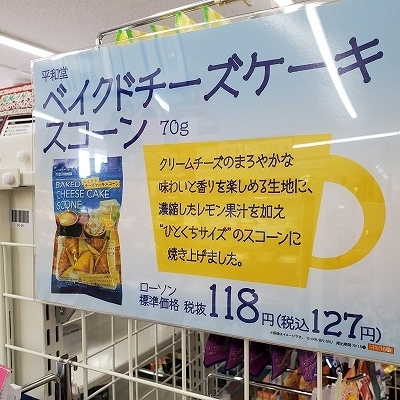 平和堂
ベイクドチーズケーキ
スコーン 70g
BAKED
CHEESE CAKE
SCONE
クリームチーズのまろやかな
味わいと香りを楽しめる生地に、
濃縮したレモン果汁を加え
“ひとくちサイズ”のスコーンに
焼き上げました。
ローソン
標準価格 税抜118円(税込127円)